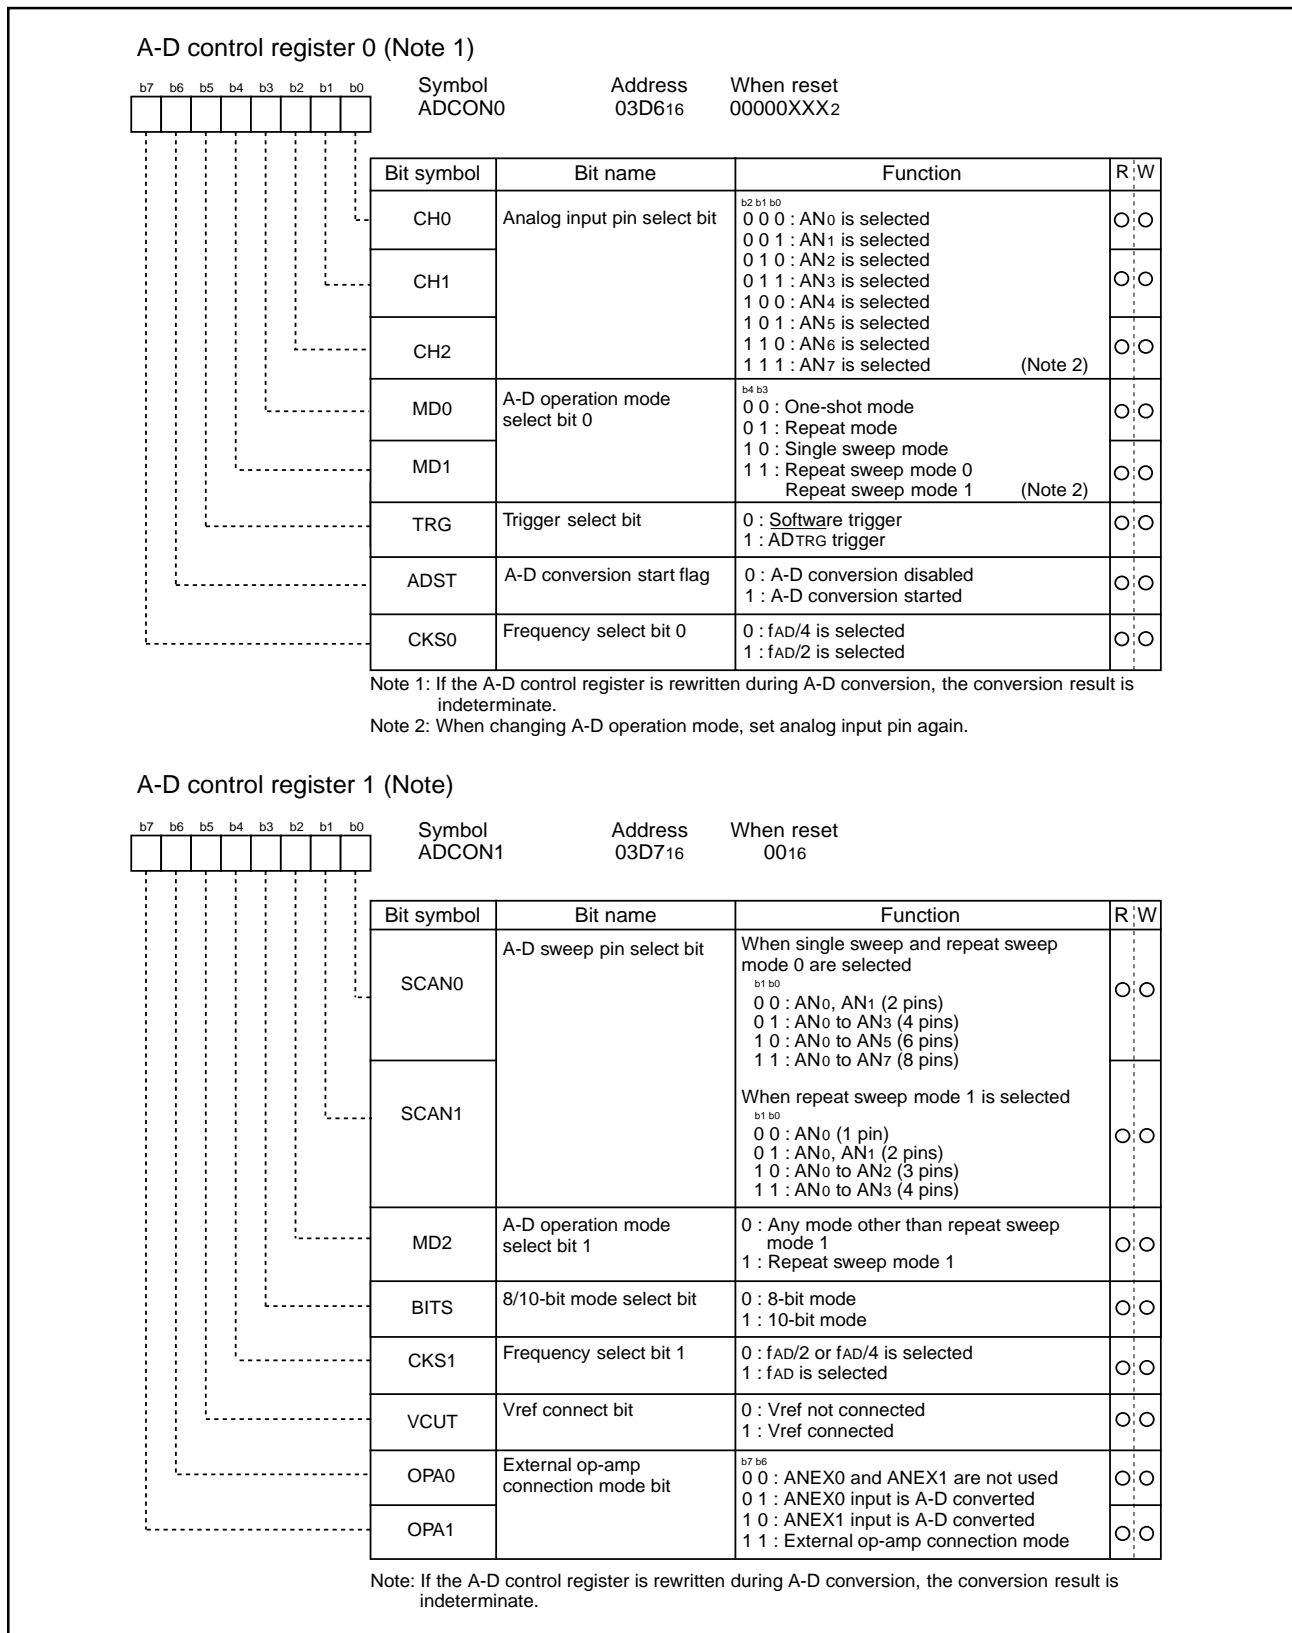 A-D control register 0 (Note 1)
b7 b6 b5 b4 b3 b2 b1 b0
Symbol Address When reset
ADCON0 03D616 00000XXX2
Bit symbol Bit name Function R W
CH0 Analog input pin select bit
b2 b1 b0
0 0 0 : AN0 is selected
0 0 1 : AN1 is selected
0 1 0 : AN2 is selected
CH1
0 1 1 : AN3 is selected
1 0 0 : AN4 is selected
1 0 1 : AN5 is selected
CH2
1 1 0 : AN6 is selected
1 1 1 : AN7 is selected (Note 2)
MD0 A-D operation mode
select bit 0
b4 b3
0 0 : One-shot mode
0 1 : Repeat mode
1 0 : Single sweep mode
MD1
1 1 : Repeat sweep mode 0
Repeat sweep mode 1 (Note 2)
TRG Trigger select bit
0 : Software trigger
1 : ADTRG trigger
ADST A-D conversion start flag
0 : A-D conversion disabled
1 : A-D conversion started
CKS0 Frequency select bit 0
0 : fAD/4 is selected
1 : fAD/2 is selected
Note 1: If the A-D control register is rewritten during A-D conversion, the conversion result is
indeterminate.
Note 2: When changing A-D operation mode, set analog input pin again.
A-D control register 1 (Note)
b7 b6 b5 b4 b3 b2 b1 b0
Symbol Address When reset
ADCON1 03D716 0016
Bit symbol Bit name Function R W
SCAN0 A-D sweep pin select bit
When single sweep and repeat sweep
mode 0 are selected
b1 b0
0 0 : AN0, AN1 (2 pins)
0 1 : AN0 to AN3 (4 pins)
1 0 : AN0 to AN5 (6 pins)
1 1 : AN0 to AN7 (8 pins)
SCAN1
When repeat sweep mode 1 is selected
b1 b0
0 0 : AN0 (1 pin)
0 1 : AN0, AN1 (2 pins)
1 0 : AN0 to AN2 (3 pins)
1 1 : AN0 to AN3 (4 pins)
MD2 A-D operation mode
select bit 1
0 : Any mode other than repeat sweep
mode 1
1 : Repeat sweep mode 1
BITS 8/10-bit mode select bit
0 : 8-bit mode
1 : 10-bit mode
CKS1 Frequency select bit 1
0 : fAD/2 or fAD/4 is selected
1 : fAD is selected
VCUT Vref connect bit
0 : Vref not connected
1 : Vref connected
OPA0 External op-amp
connection mode bit
b7 b6
0 0 : ANEX0 and ANEX1 are not used
0 1 : ANEX0 input is A-D converted
OPA1
1 0 : ANEX1 input is A-D converted
1 1 : External op-amp connection mode
Note: If the A-D control register is rewritten during A-D conversion, the conversion result is
indeterminate.